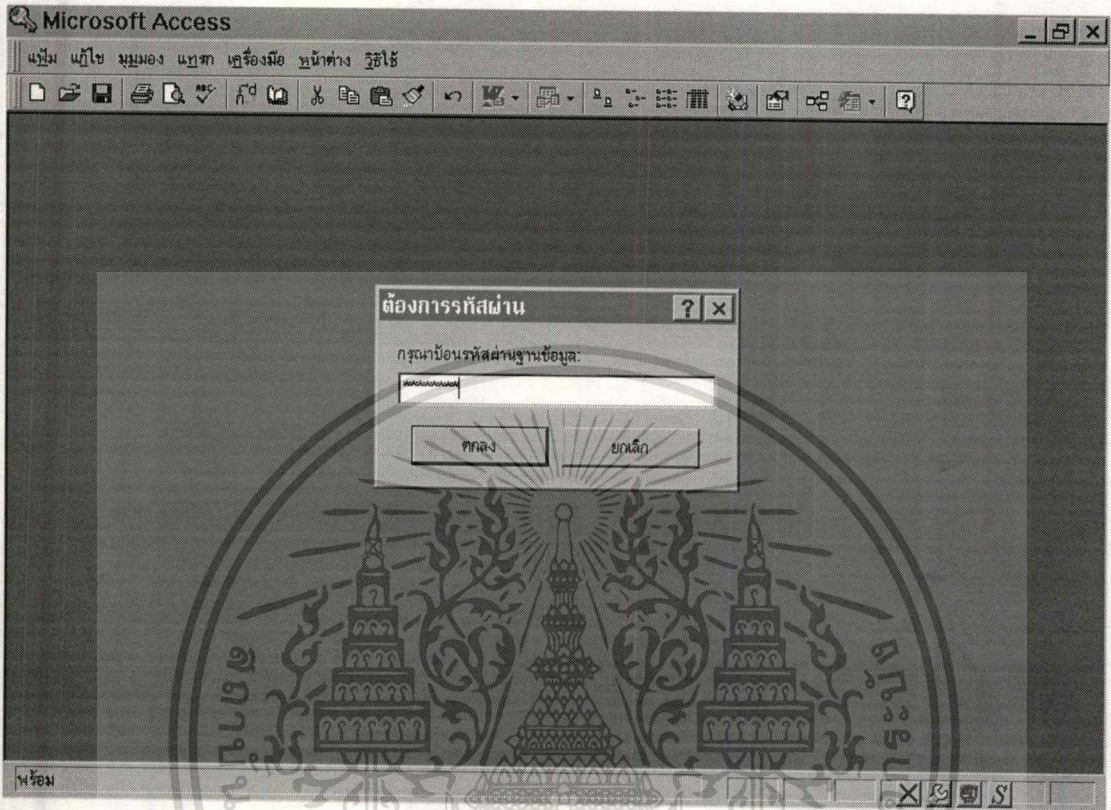 Microsoft Access
แฟ้ม แก้ไข มุมมอง แทรก เครื่องมือ หน้าต่าง วิธีใช้
ต้องการรหัสผ่าน
กรุณาป้อนรหัสผ่านฐานข้อมูล:
ตกลง ยกเลิก
พร้อม